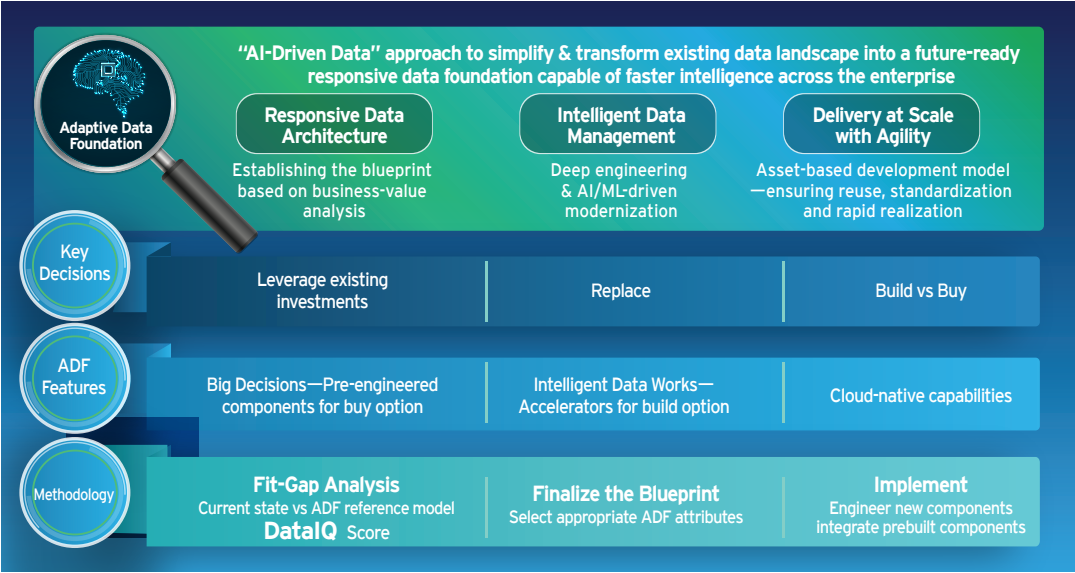 “AI-Driven Data” approach to simplify & transform existing data landscape into a future-ready
responsive data foundation capable of faster intelligence across the enterprise
Adaptive Data
Foundation
Responsive Data
Architecture
Establishing the blueprint
based on business-value
analysis
Intelligent Data
Management
Deep engineering
& AI/ML-driven
modernization
Delivery at Scale
with Agility
Asset-based development model
—ensuring reuse, standardization
and rapid realization
Key
Decisions
Leverage existing
investments
Replace
Build vs Buy
ADF
Features
Big Decisions—Pre-engineered
components for buy option
Intelligent Data Works—
Accelerators for build option
Cloud-native capabilities
Methodology
Fit-Gap Analysis
Current state vs ADF reference model
DataIQ Score
Finalize the Blueprint
Select appropriate ADF attributes
Implement
Engineer new components
integrate prebuilt components